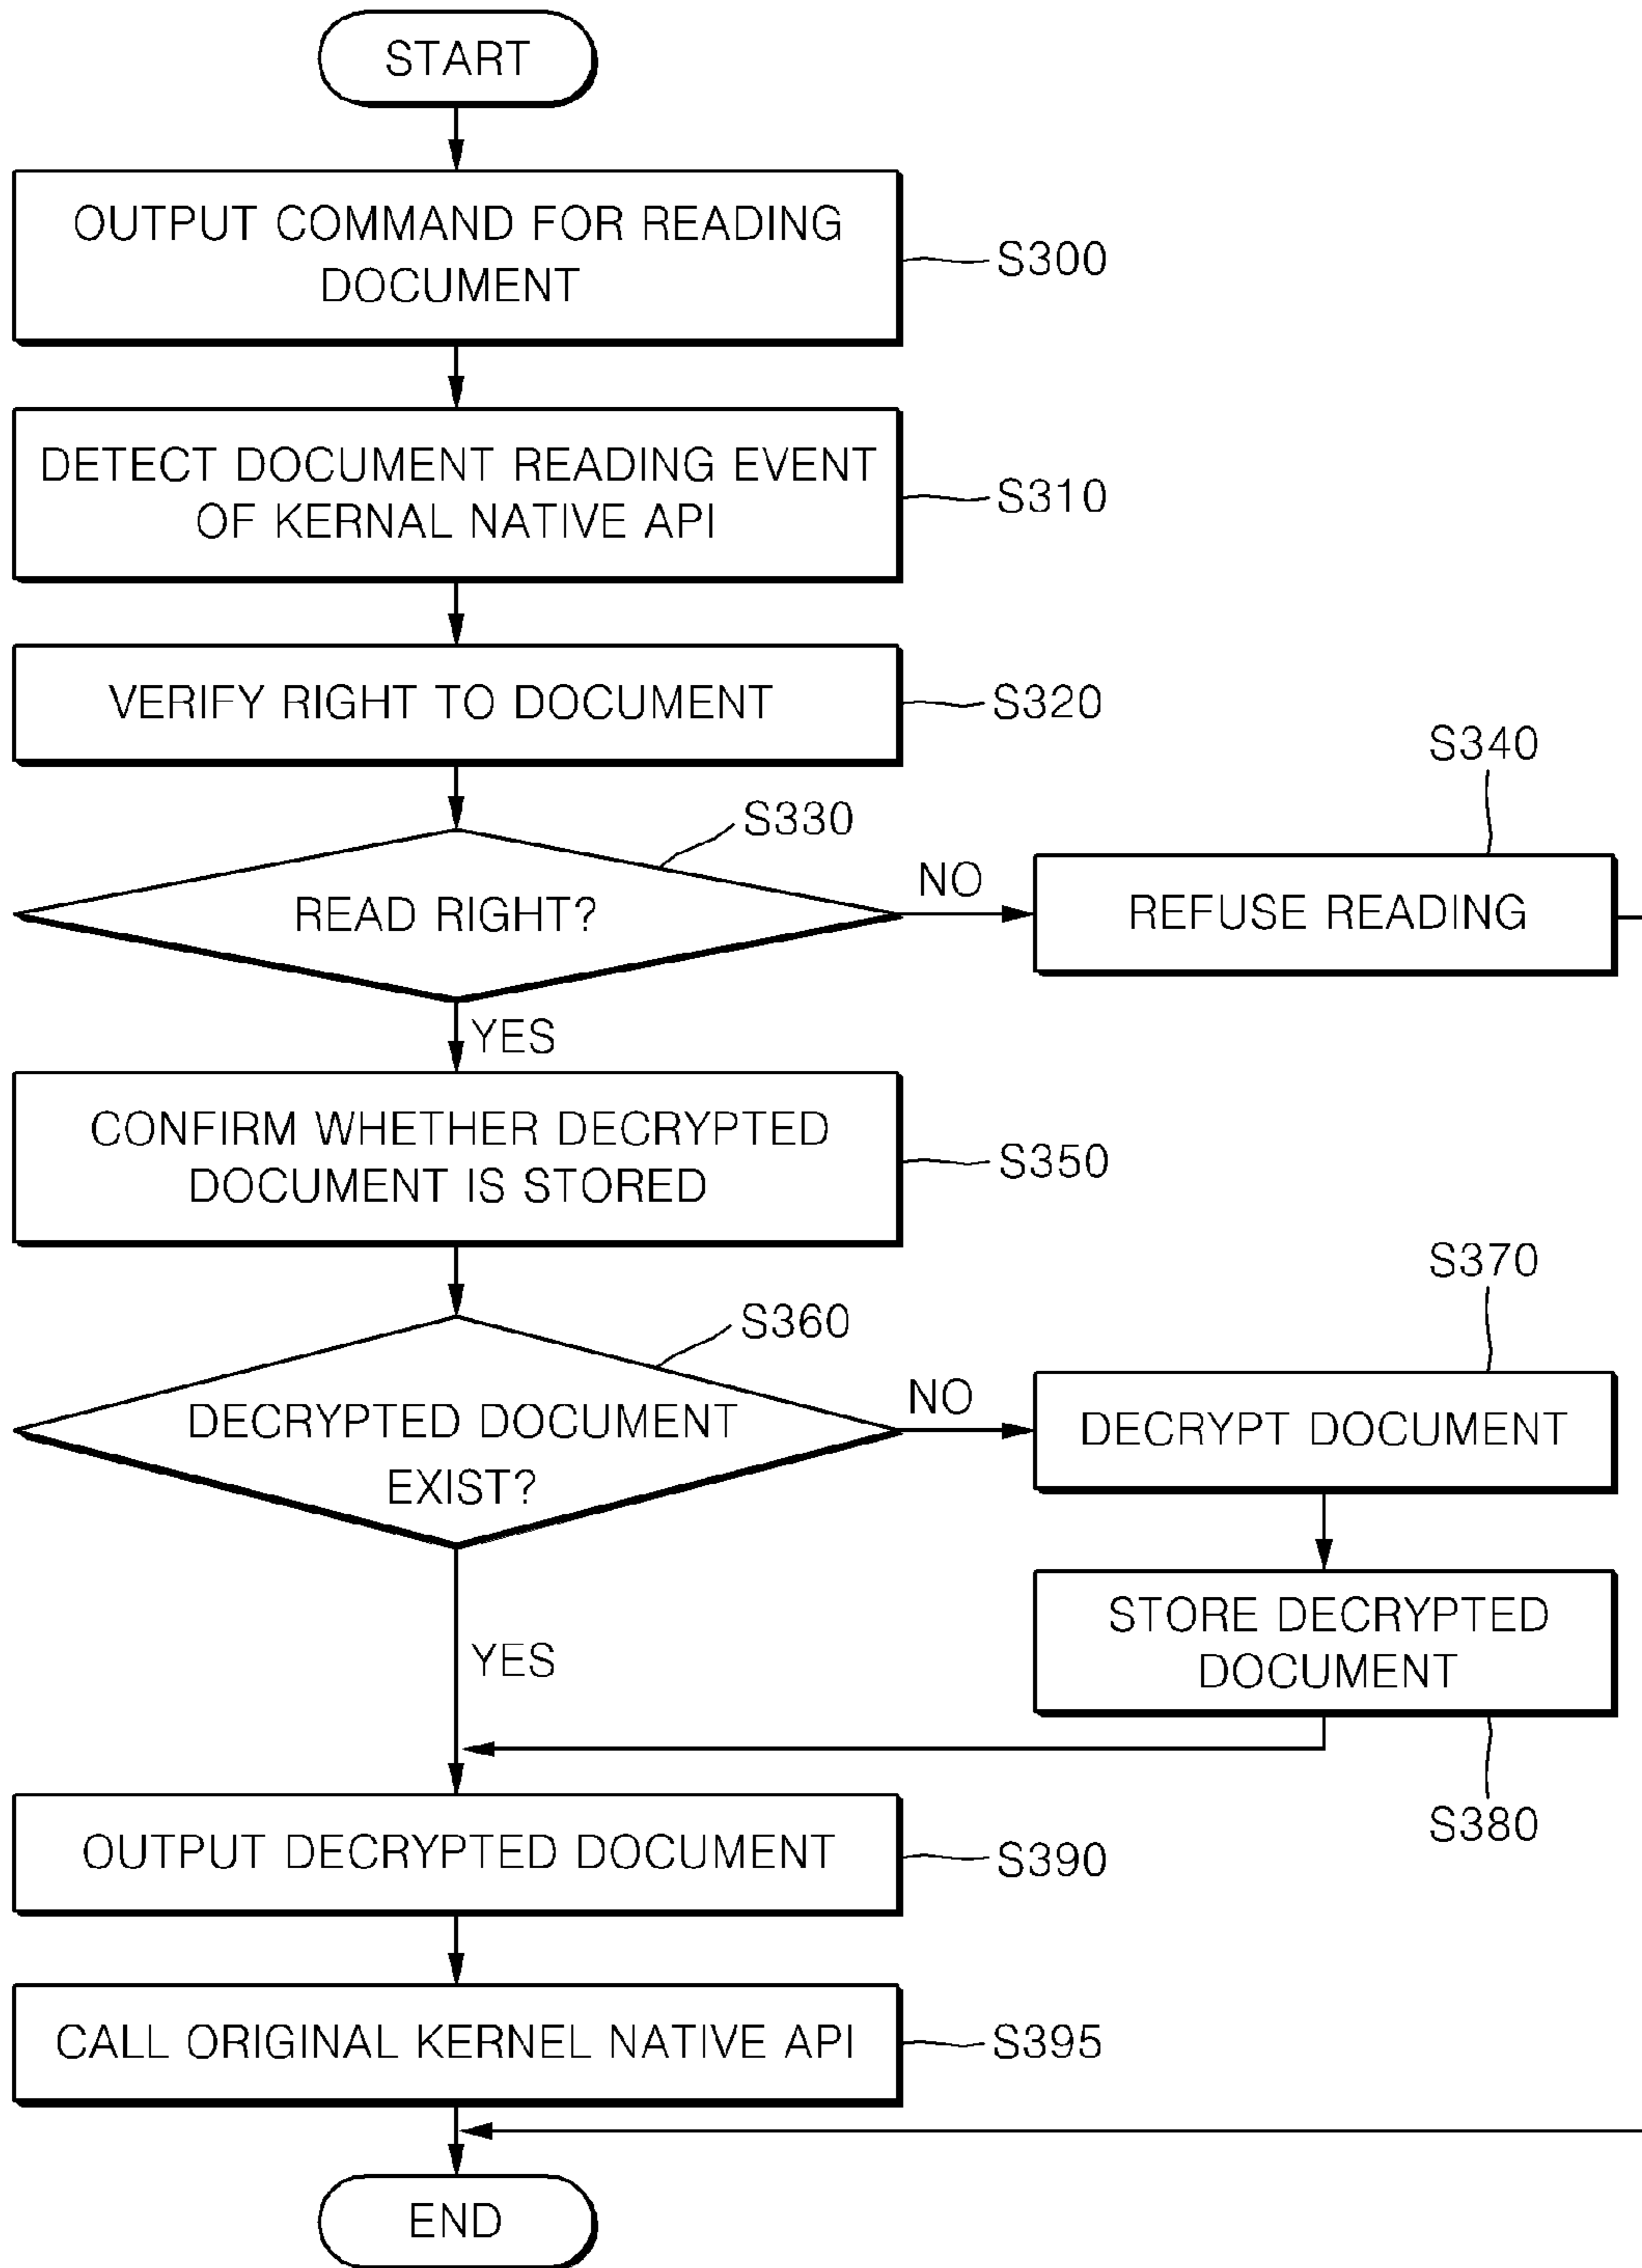 START
OUTPUT COMMAND FOR READING
DOCUMENT
S300
DETECT DOCUMENT READING EVENT
OF KERNAL NATIVE API
S310
VERIFY RIGHT TO DOCUMENT
S320
S330
READ RIGHT?
NO
S340
REFUSE READING
YES
CONFIRM WHETHER DECRYPTED
DOCUMENT IS STORED
S350
S360
DECRYPTED DOCUMENT
EXIST?
NO
S370
DECRYPT DOCUMENT
STORE DECRYPTED
DOCUMENT
S380
YES
OUTPUT DECRYPTED DOCUMENT
S390
CALL ORIGINAL KERNEL NATIVE API
S395
END